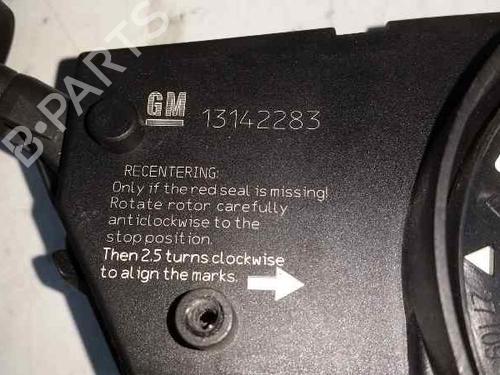 B·PARTS
GM 13142283
RECENTERING:
Only if the red seal is missing!
Rotate rotor carefully
anticlockwise to the
stop position.
Then 2.5 turns clockwise
to align the marks.